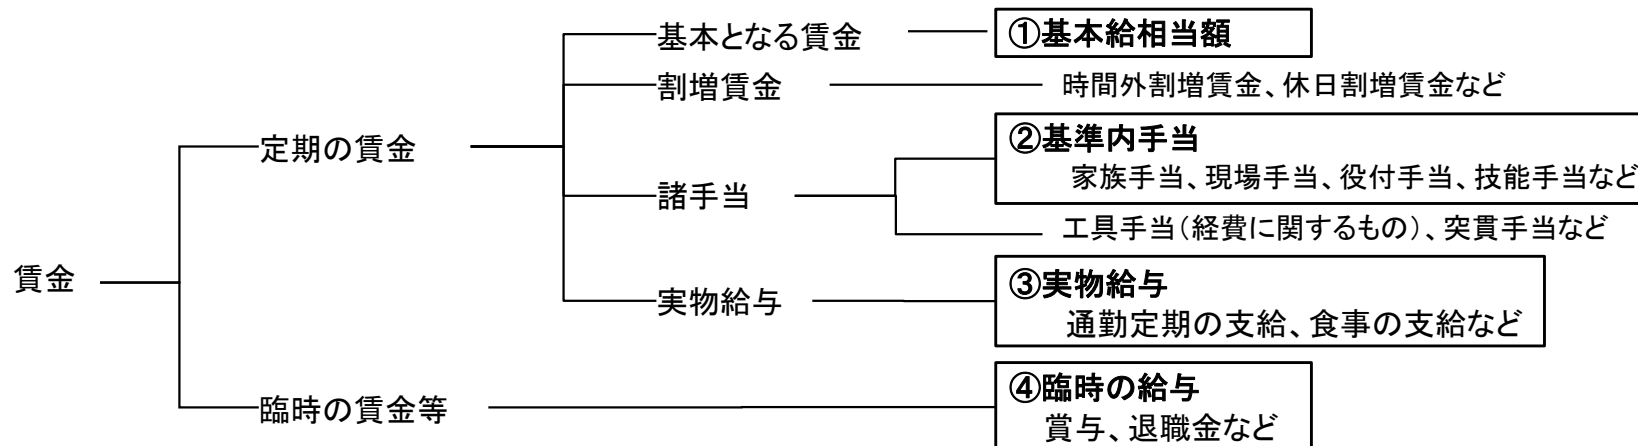 基本となる賃金
①基本給相当額
割増賃金
時間外割増賃金、休日割増賃金など
定期の賃金
②基準内手当
家族手当、現場手当、役付手当、技能手当など
諸手当
工具手当（経費に関するもの）、突貫手当など
賃金
実物給与
③実物給与
通勤定期の支給、食事の支給など
臨時の賃金等
④臨時の給与
賞与、退職金など